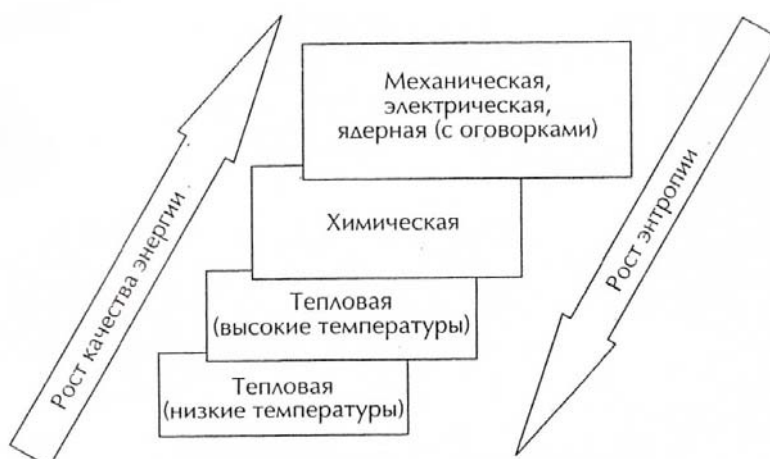 Механическая,
электрическая,
ядерная (с оговорками)
Химическая
Тепловая
(высокие температуры)
Тепловая
(низкие температуры)
Рост качества энергии
Рост энтропии